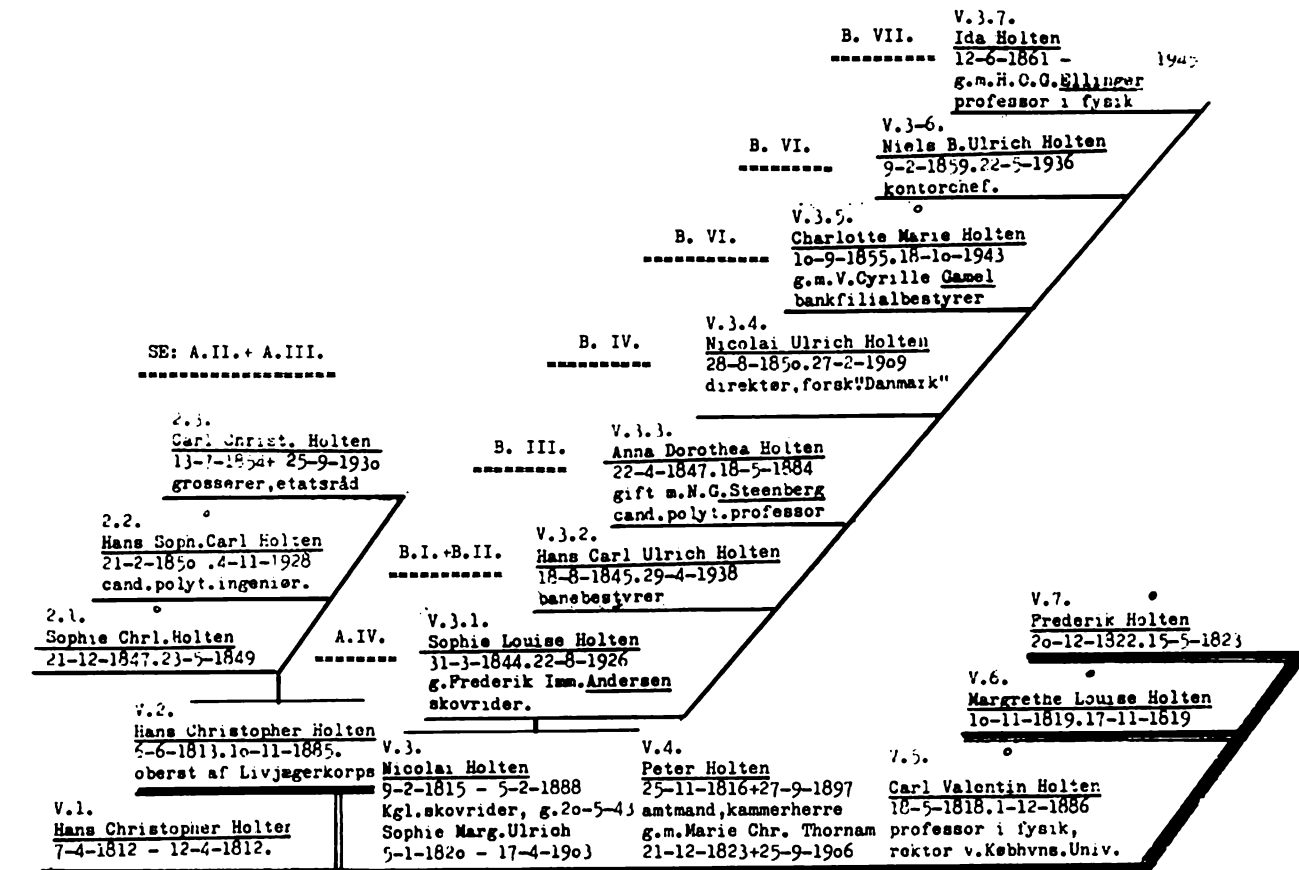 V.3.7.
B. VII. Ida Holten
12-6-1861 -
g.m.H.C.G.Ellinger
professor i fysik
V.3-6.
B. VI. Niels B.Ulrich Holten
9-2-1859.22-5-1936
kontorchef.
V.3.5.
B. VI. Charlotte Marie Holten
1o-9-1855.18-1o-1943
g.m.V.Cyrille Gamel
bankfilialbestyrer
V.3.4.
B. IV. Nicolai Ulrich Holten
28-8-185o.27-2-19o9
direktør,forsk"Danmark"
SE: A.II.+ A.III.
2.3.
Carl Christ. Holten
25-9-193o
grosserer,etatsråd
V.3.3.
B. III. Anna Dorothea Holten
22-4-1847.18-5-1884
gift m.N.G.Steenberg
cand.polyt.professor
2.2.
Hans Soph.Carl Holten
21-2-185o .4-11-1928
cand.polyt.ingeniør.
V.3.2.
B.I.+B.II. Hans Carl Ulrich Holten
18-8-1845.29-4-1938
banebestyrer
2.1.
Sophie Chrl.Holten
21-12-1847.23-5-1849
V.3.1.
A.IV. Sophie Louise Holten
31-3-1844.22-8-1926
g.Frederik Imm.Andersen
skovrider.
V.7.
Prederik Holten
2o-12-1822.15-5-1823
V.6.
Margrethe Louise Holten
1o-11-1819.17-11-1819
V.2.
Hans Christopher Holton
5-6-1813.1o-11-1885.
oberst af Livjægerkorps
V.1.
Hans Christopher Holter
7-4-1812 - 12-4-1812.
V.3.
Nicolai Holten
9-2-1815 - 5-2-1888
Kgl.skovrider, g.2o-5-43
Sophie Marg.Ulrich
5-1-182o - 17-4-19o3
V.4.
Peter Holten
25-11-1816+27-9-1897
amtmand,kammerherre
g.m.Marie Chr. Thornam
21-12-1823+25-9-19o6
V.5.
Carl Valentin Holten
18-5-1818.1-12-1886
professor i fysik,
rektor v.Købhvns.Univ.